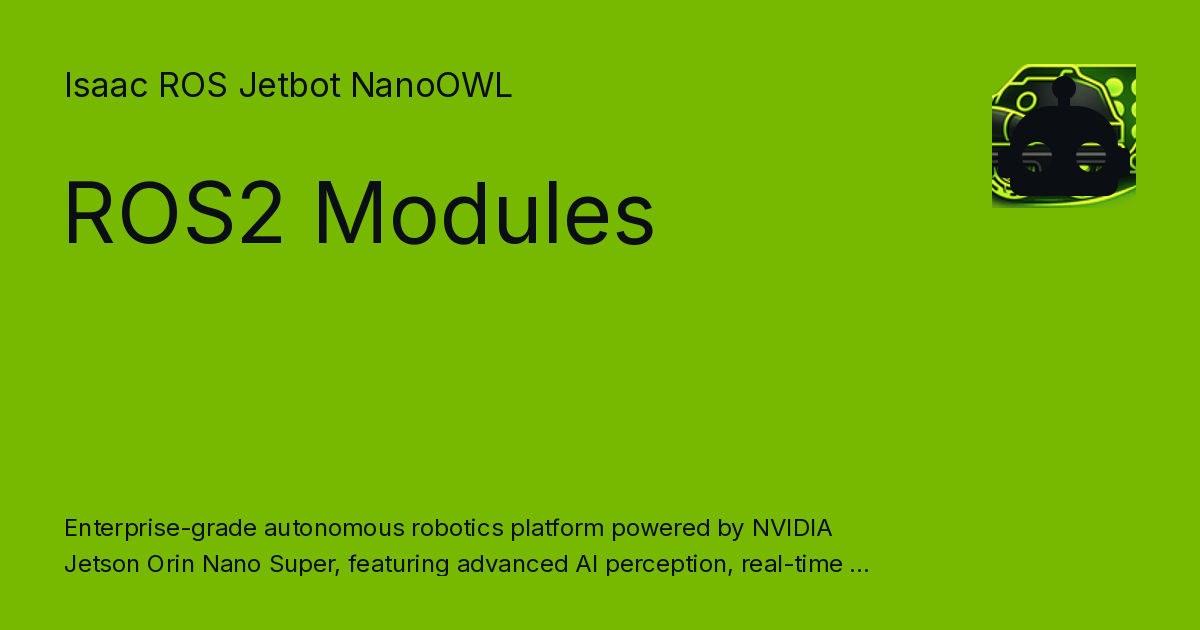 Isaac ROS Jetbot NanoOWL
ROS2 Modules
Enterprise-grade autonomous robotics platform powered by NVIDIA
Jetson Orin Nano Super, featuring advanced AI perception, real-time ...